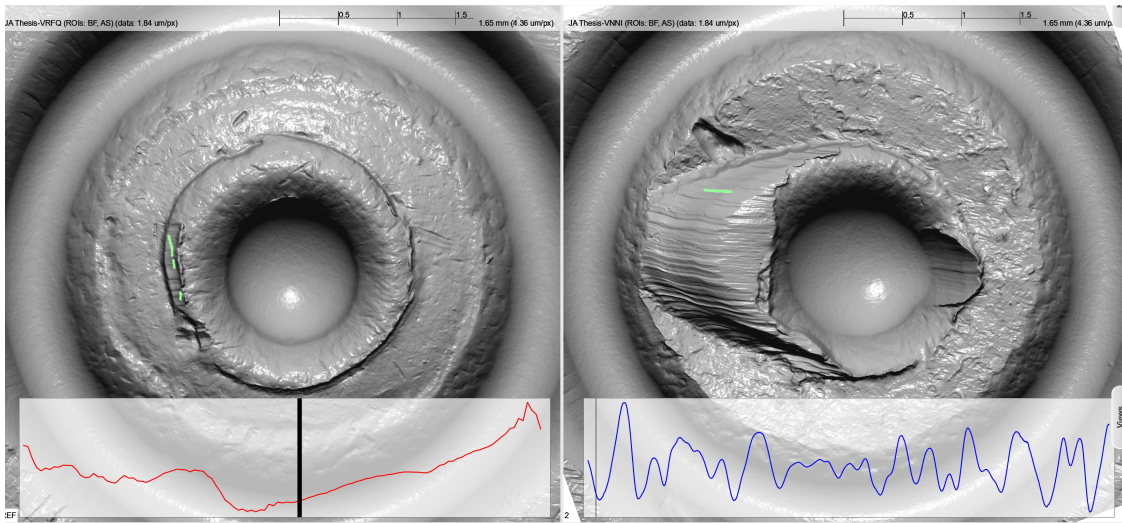 JA Thesis-VRFQ (ROIs: BF, AS) (data: 1.84 um/px)
0.5
1
1.5
1.65 mm (4.36 um/px)
JA Thesis-VNNI (ROIs: BF, AS) (data: 1.84 um/px)
0.5
1
1.5
1.65 mm (4.36 um/p
Views
EF
2